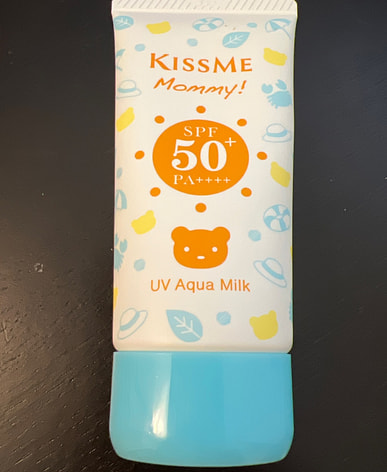 KISSME
Mommy!
SPF
50+
PA++++
UV Aqua Milk